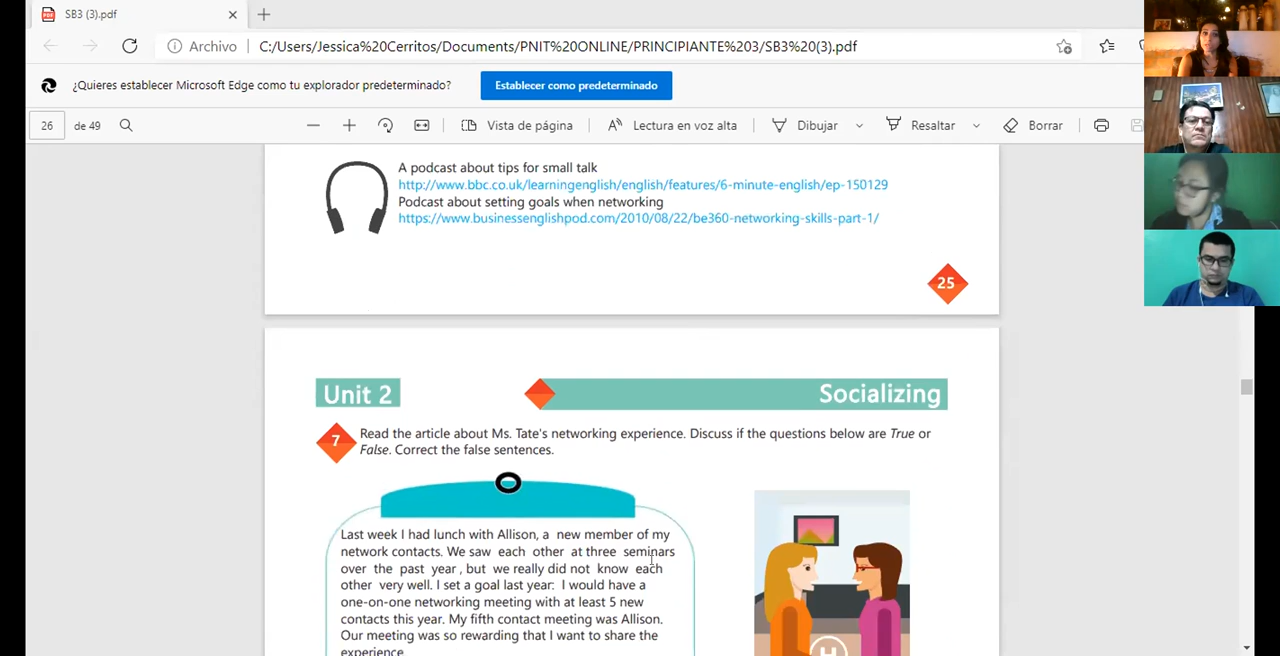 SB3 (3).pdf
Archivo
C:/Users/Jessica%20Cerritos/Documents/PNIT%20ONLINE/PRINCIPIANTE%203/SB3%20(3).pdf
¿Quieres establecer Microsoft Edge como tu explorador predeterminado?
Establecer como predeterminado
26 de 49
Vista de página
Lectura en voz alta
Dibujar
Resaltar
Borrar
A podcast about tips for small talk
http://www.bbc.co.uk/learningenglish/english/features/6-minute-english/ep-150129
Podcast about setting goals when networking
https://www.businessenglishpod.com/2010/08/22/be360-networking-skills-part-1/
25
Unit 2
Socializing
7
Read the article about Ms. Tate's networking experience. Discuss if the questions below are True or
False. Correct the false sentences.
Last week I had lunch with Allison, a new member of my
network contacts. We saw each other at three seminars
over the past year, but we really did not know each
other very well. I set a goal last year: I would have a
one-on-one networking meeting with at least 5 new
contacts this year. My fifth contact meeting was Allison.
Our meeting was so rewarding that I want to share the
experience